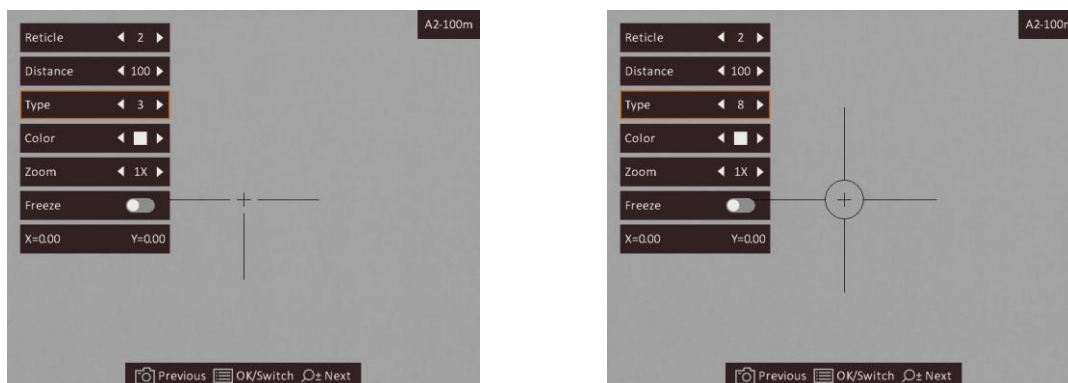 A2-100m
Reticle 2
Distance 100
Type 3
Color
Zoom 1X
Freeze
X=0.00 Y=0.00
Previous OK/Switch Next
A2-100m
Reticle 2
Distance 100
Type 8
Color
Zoom 1X
Freeze
X=0.00 Y=0.00
Previous OK/Switch Next